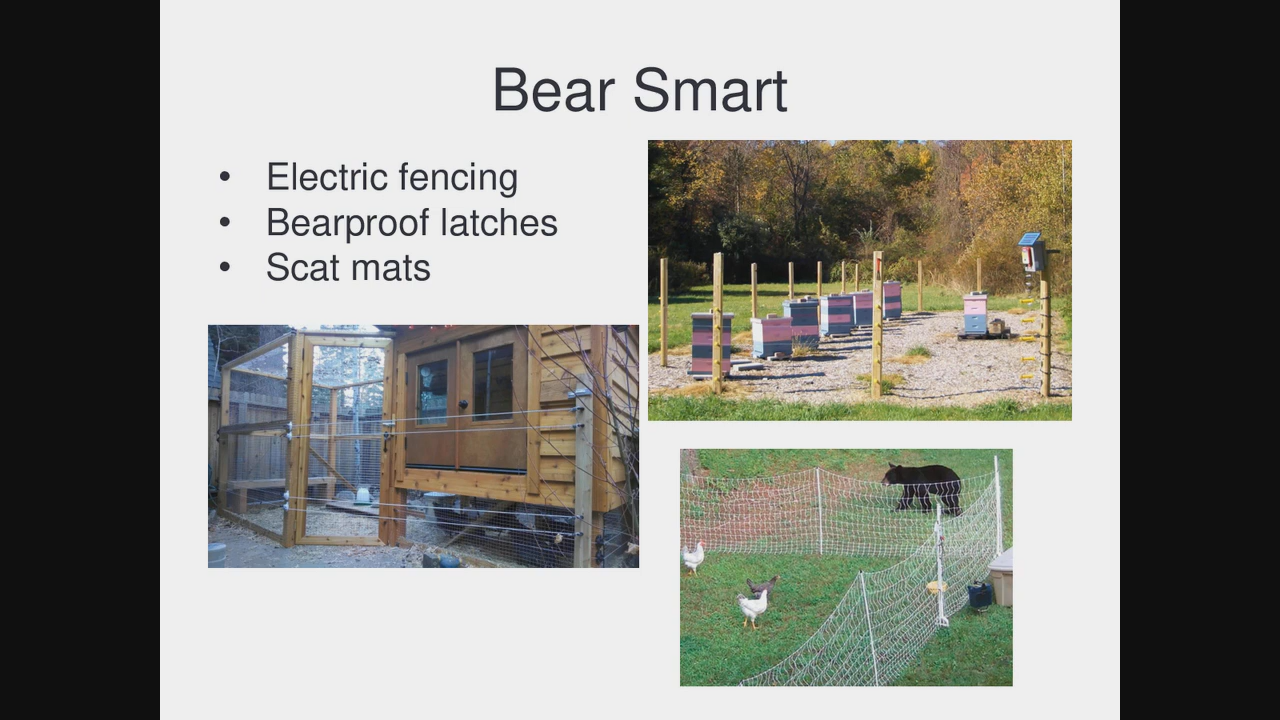 Bear Smart
• Electric fencing
• Bearproof latches
• Scat mats